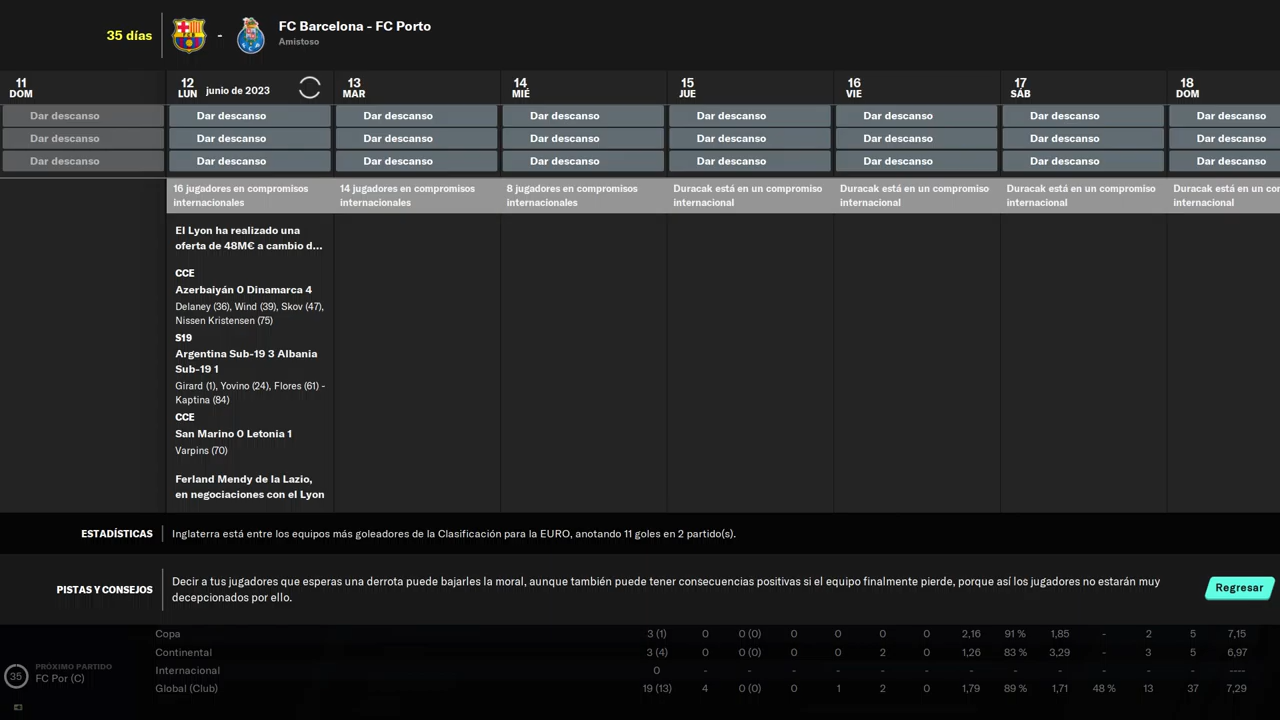 35 días
-
FC Barcelona - FC Porto
Amistoso
11
DOM
12
LUN junio de 2023
13
MAR
14
MIÉ
15
JUE
16
VIE
17
SÁB
18
DOM
Dar descanso Dar descanso Dar descanso Dar descanso Dar descanso Dar descanso Dar descanso Dar descanso
Dar descanso Dar descanso Dar descanso Dar descanso Dar descanso Dar descanso Dar descanso Dar descanso
Dar descanso Dar descanso Dar descanso Dar descanso Dar descanso Dar descanso Dar descanso Dar descanso
16 jugadores en compromisos
internacionales
14 jugadores en compromisos
internacionales
8 jugadores en compromisos
internacionales
Duracak está en un compromiso
internacional
Duracak está en un compromiso
internacional
Duracak está en un compromiso
internacional
Duracak está en un co
internacional
El Lyon ha realizado una
oferta de 48M€ a cambio d...
CCE
Azerbaiyán 0 Dinamarca 4
Delaney (36), Wind (39), Skov (47),
Nissen Kristensen (75)
S19
Argentina Sub-19 3 Albania
Sub-19 1
Girard (1), Yovino (24), Flores (61) -
Kaptina (84)
CCE
San Marino 0 Letonia 1
Varpins (70)
Ferland Mendy de la Lazio,
en negociaciones con el Lyon
ESTADÍSTICAS
Inglaterra está entre los equipos más goleadores de la Clasificación para la EURO, anotando 11 goles en 2 partido(s).
PISTAS Y CONSEJOS
Decir a tus jugadores que esperas una derrota puede bajarles la moral, aunque también puede tener consecuencias positivas si el equipo finalmente pierde, porque así los jugadores no estarán muy
decepcionados por ello.
Regresar
Copa 3 (1) 0 0 (0) 0 0 0 0 2,16 91 % 1,85 - 2 5 7,15
Continental 3 (4) 0 0 (0) 0 0 2 0 1,26 83 % 3,29 - 3 5 6,97
Internacional 0 - - - - - - - - - - - - ----
Global (Club) 19 (13) 4 0 (0) 0 1 2 0 1,79 89 % 1,71 48 % 13 37 7,29
35
PRÓXIMO PARTIDO
FC Por (C)